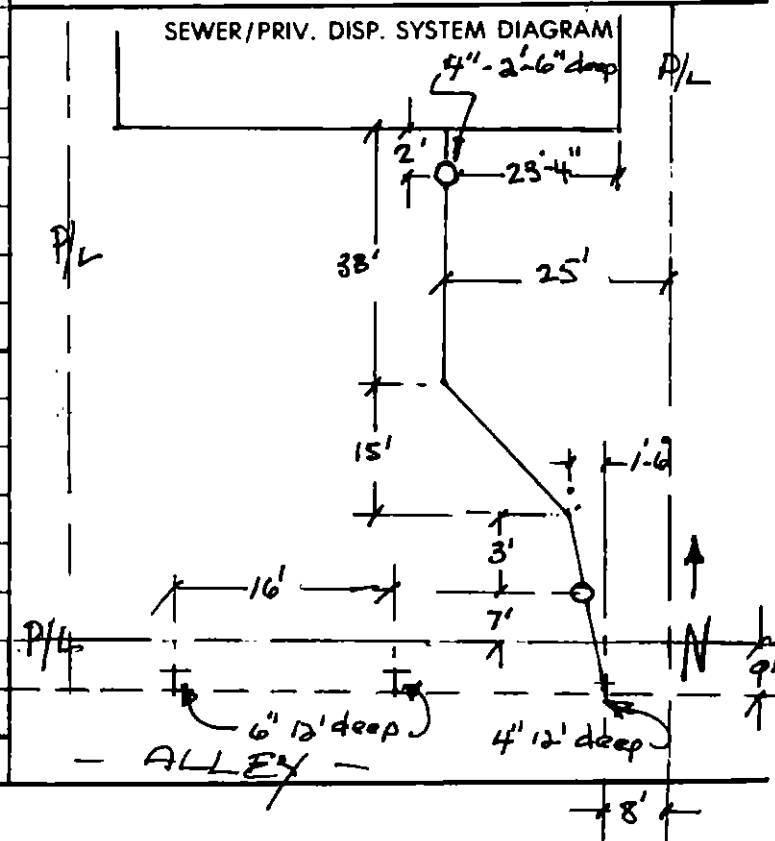 SEWER/PRIV. DISP. SYSTEM DIAGRAM
4" - 2'-6" deep
P/L
2'
23'-4"
P/L
38'
25'
15'
1'-6"
3'
16'
7'
P/L
N
9'
6" 12' deep
4" 12' deep
- ALLEY -
8'